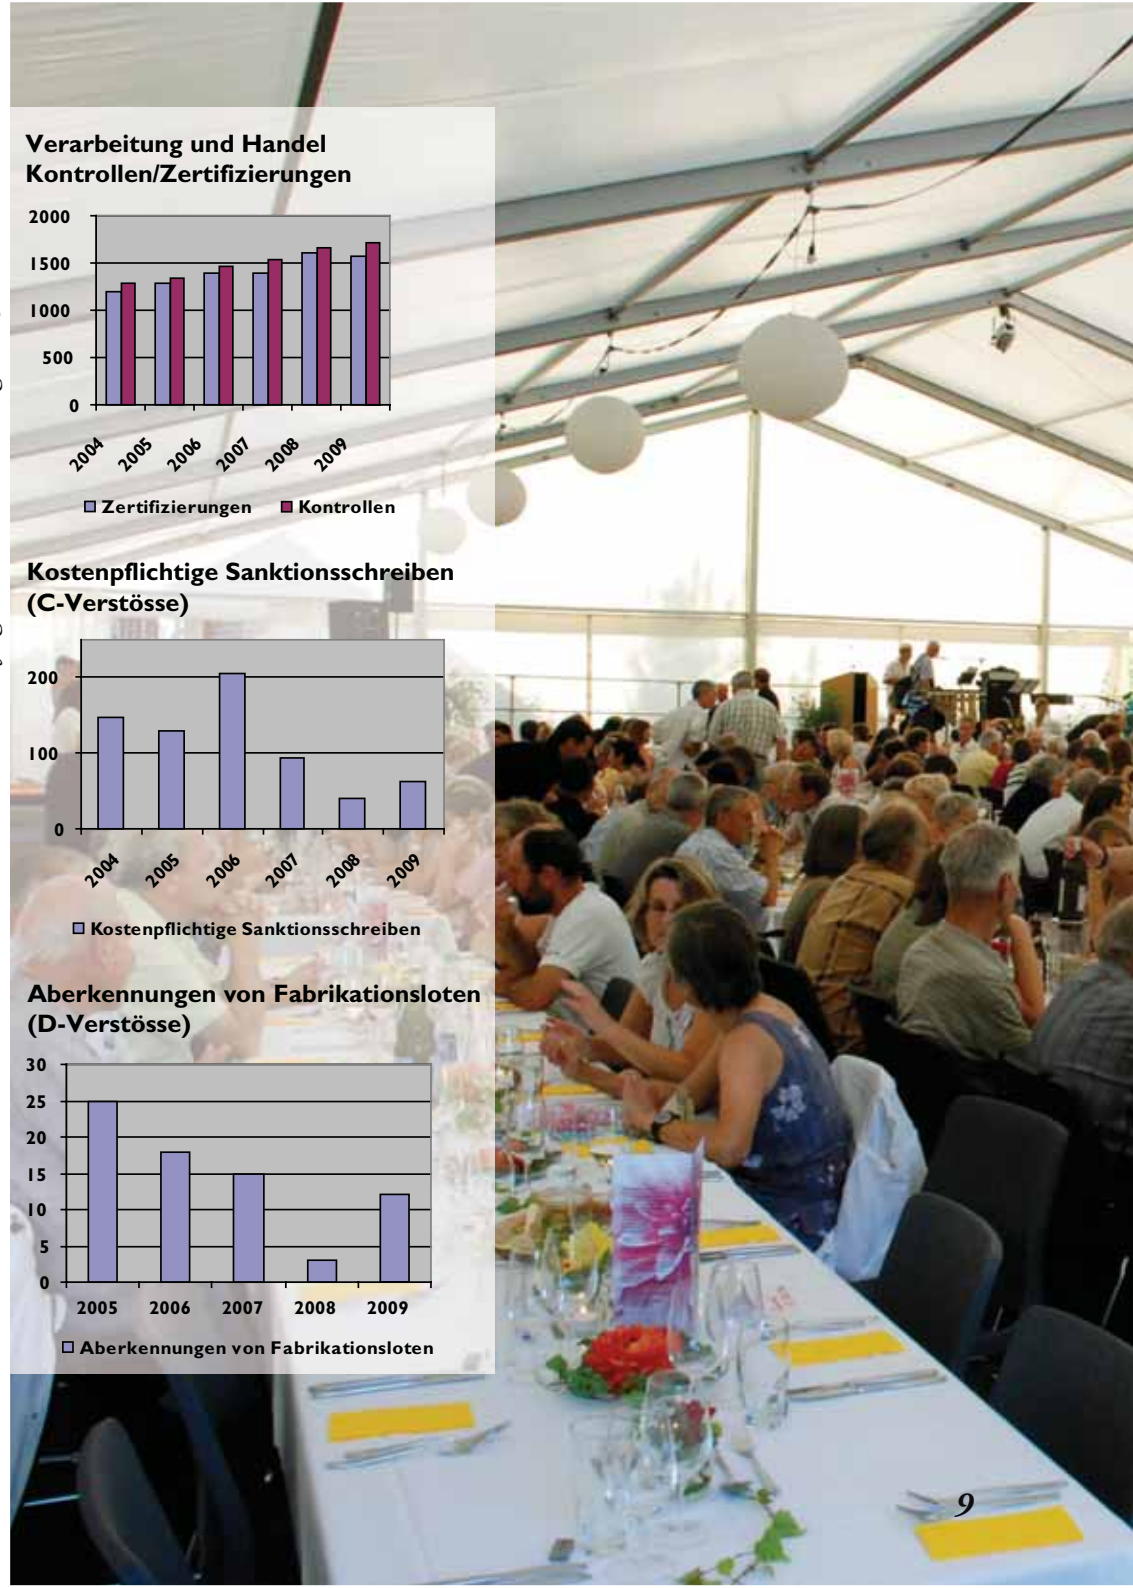 Verarbeitung und Handel
Kontrollen/Zertifizierungen
2000
1500
1000
500
0
2004 2005 2006 2007 2008 2009
Zertifizierungen Kontrollen
Kostenpflichtige Sanktionsschreiben
(C-Verstösse)
200
100
0
2004 2005 2006 2007 2008 2009
Kostenpflichtige Sanktionsschreiben
Aberkennungen von Fabrikationsloten
(D-Verstösse)
30
25
20
15
10
5
0
2005 2006 2007 2008 2009
Aberkennungen von Fabrikationsloten
9